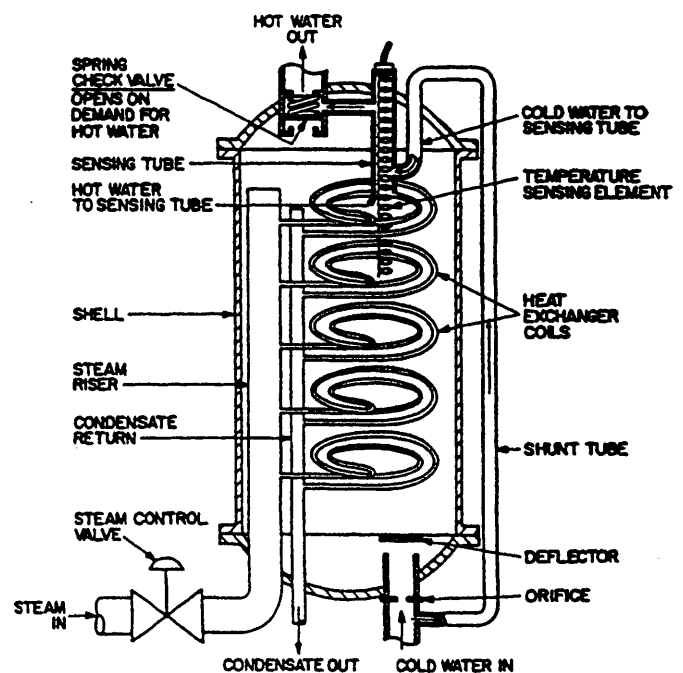 HOT WATER
OUT
SPRING
CHECK VALVE
OPENS ON
DEMAND FOR
HOT WATER
COLD WATER TO
SENSING TUBE
SENSING TUBE
TEMPERATURE
SENSING ELEMENT
HOT WATER
TO SENSING TUBE
SHELL
HEAT
EXCHANGER
COILS
STEAM
RISER
CONDENSATE
RETURN
SHUNT TUBE
STEAM CONTROL
VALVE
DEFLECTOR
ORIFICE
STEAM
IN
CONDENSATE OUT
COLD WATER IN